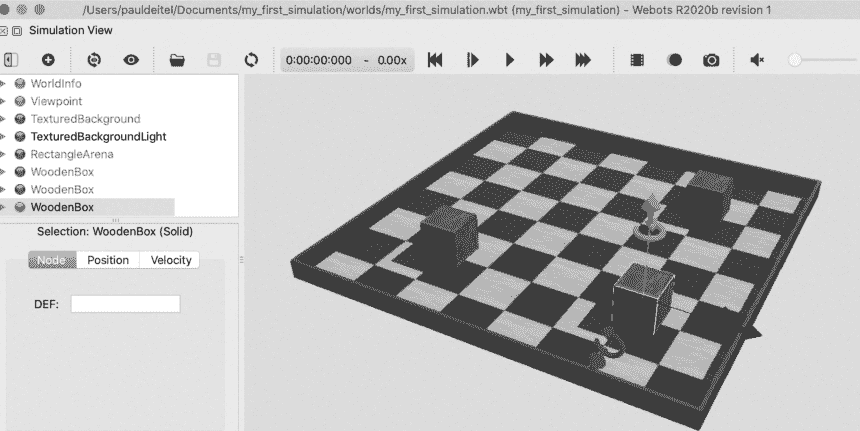 /Users/pauldeitel/Documents/my_first_simulation/worlds/my_first_simulation.wbt (my_first_simulation) - Webots R2020b revision 1
Simulation View
0:00:00:000 - 0.00x
WorldInfo
Viewpoint
TexturedBackground
TexturedBackgroundLight
RectangleArena
WoodenBox
WoodenBox
WoodenBox
Selection: WoodenBox (Solid)
Node Position Velocity
DEF: